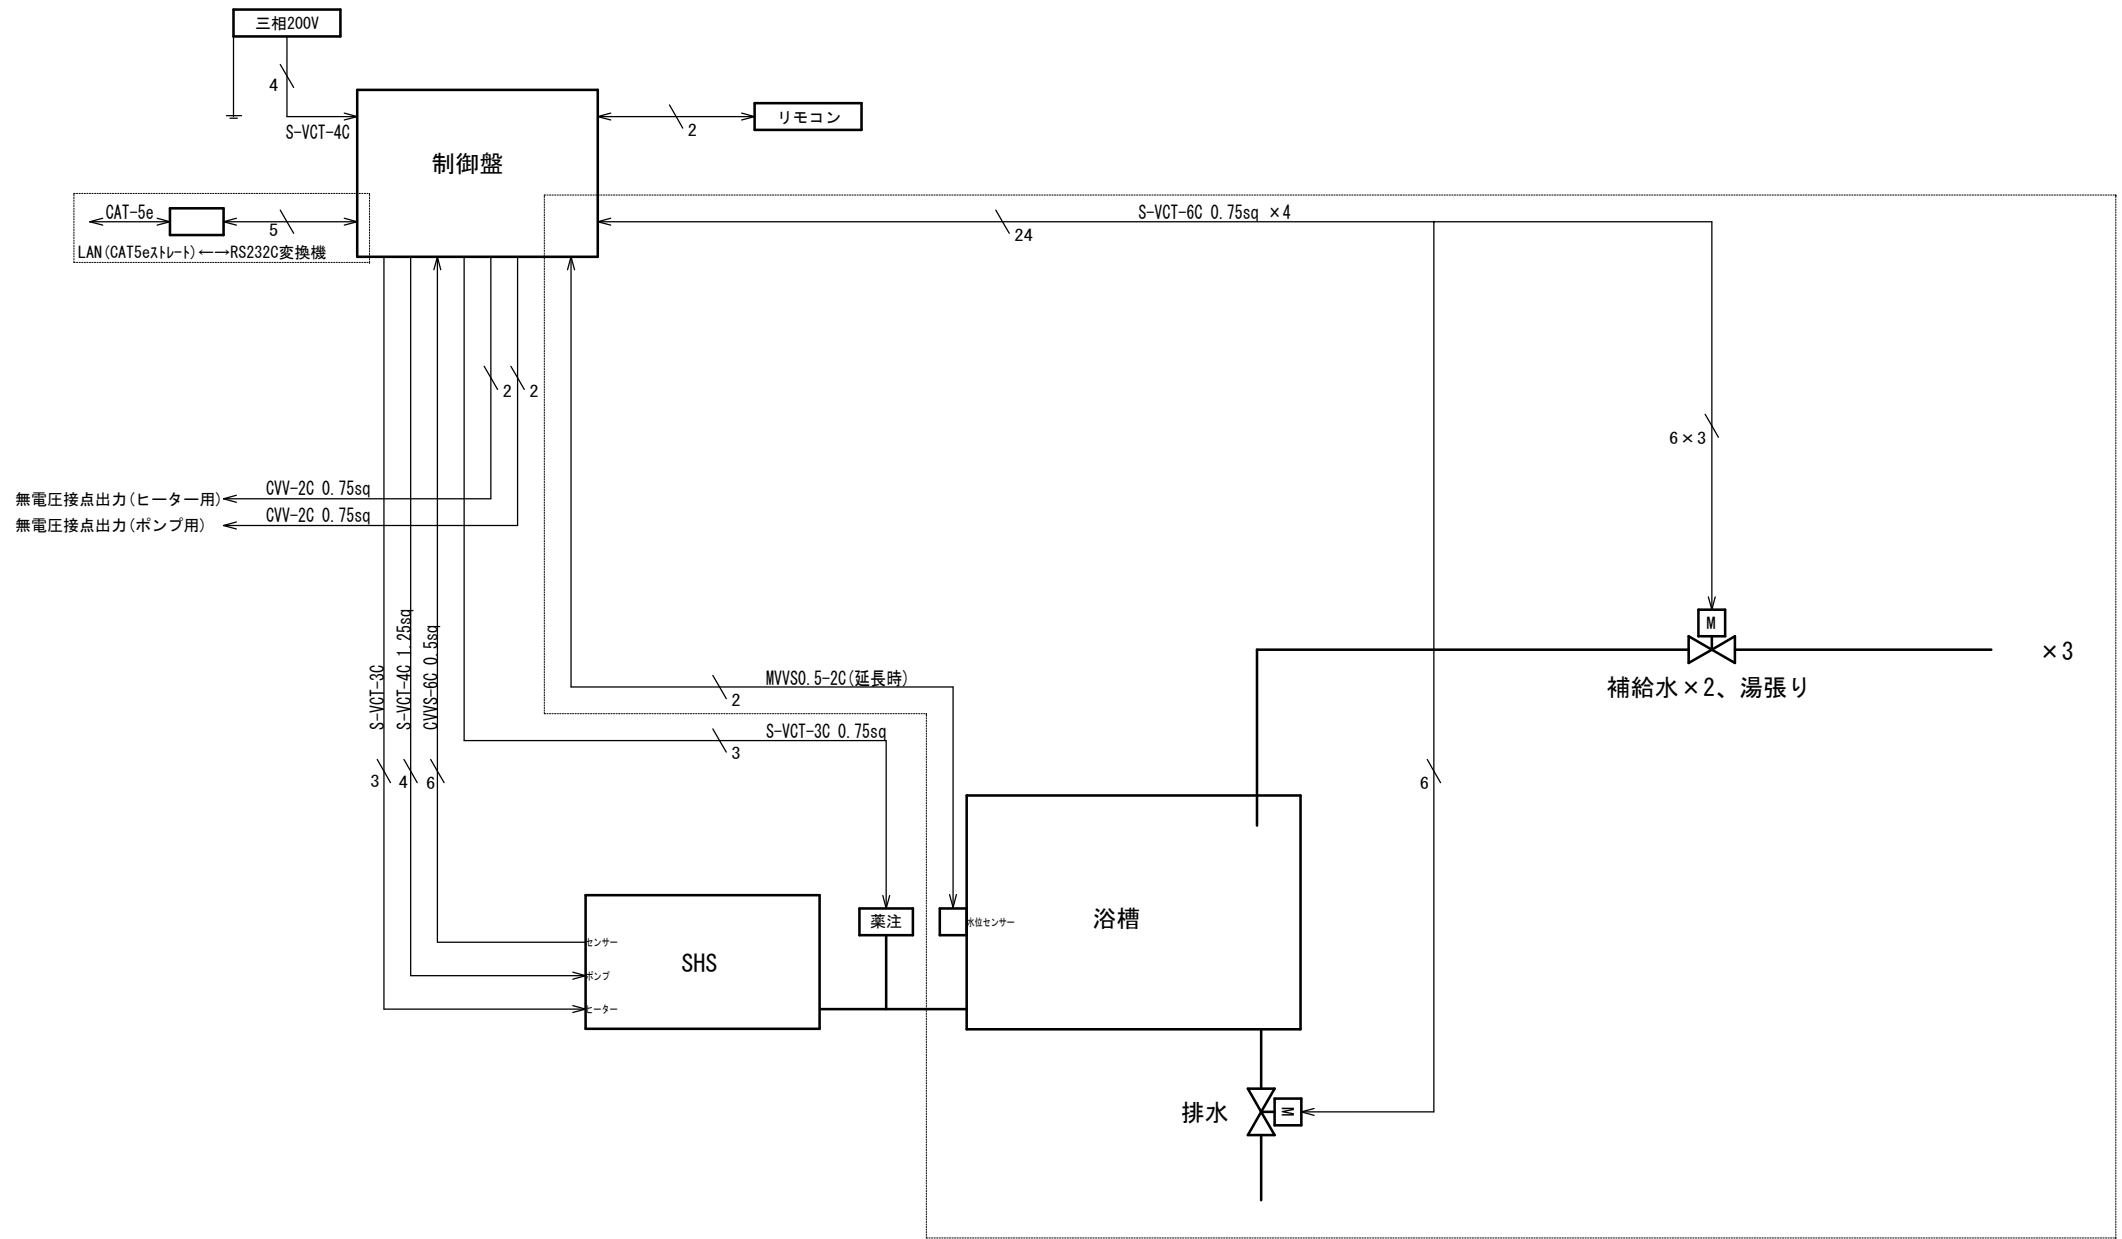 三相200V
4
S-VCT-4C
制御盤
2
リモコン
CAT-5e
5
LAN(CAT5eｽﾄﾚｰﾄ)←→RS232C変換機
S-VCT-6C 0.75sq ×4
24
2
2
6×3
無電圧接点出力(ヒーター用)
CVV-2C 0.75sq
無電圧接点出力(ポンプ用)
CVV-2C 0.75sq
S-VCT-3C
S-VCT-4C 1.25sq
CVVS-6C 0.5sq
MVVS0.5-2C(延長時)
2
M
×3
補給水×2、湯張り
S-VCT-3C 0.75sq
3
3
4
6
6
薬注
水位センサー
浴槽
センサー
SHS
ポンプ
ヒーター
排水
M